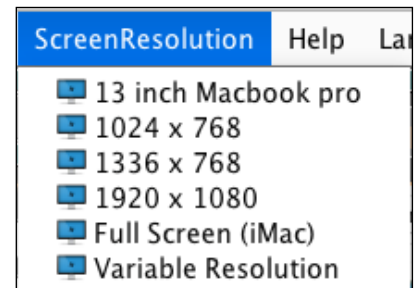 ScreenResolution Help
13 inch Macbook pro
1024 x 768
1336 x 768
1920 x 1080
Full Screen (iMac)
Variable Resolution